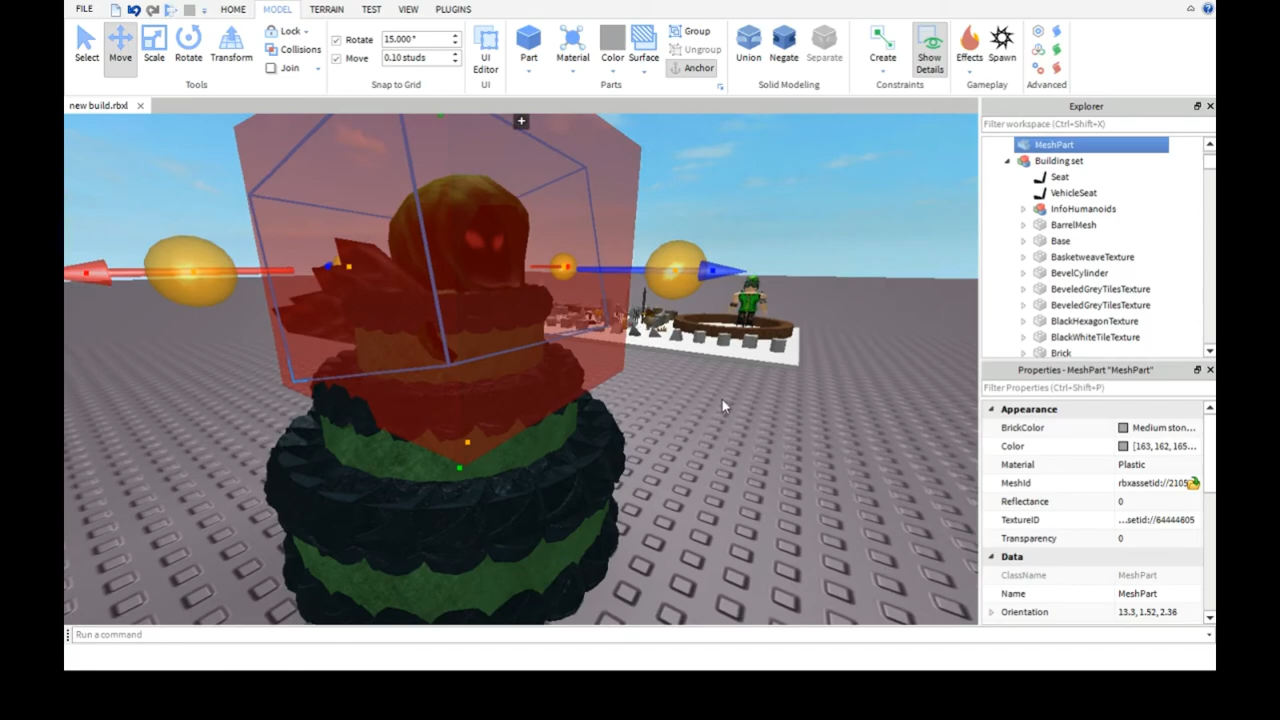 FILE HOME MODEL TERRAIN TEST VIEW PLUGINS
Select Move Scale Rotate Transform
Tools
Lock
Collisions
Join
Rotate 15.000°
Move 0.10 studs
Snap to Grid
UI Editor
UI
Part Material Color Surface
Group
Ungroup
Anchor
Parts
Union Negate Separate
Solid Modeling
Create Show Details
Constraints
Effects Spawn
Gameplay
Advanced
new build.rbxl
Explorer
Filter workspace (Ctrl+Shift+X)
MeshPart
Building set
Seat
VehicleSeat
InfoHumanoids
BarrelMesh
Base
BasketweaveTexture
BevelCylinder
BeveledGreyTilesTexture
BeveledGreyTilesTexture
BlackHexagonTexture
BlackWhiteTileTexture
Brick
Properties - MeshPart "MeshPart"
Filter Properties (Ctrl+Shift+P)
Appearance
BrickColor Medium ston...
Color [163, 162, 165...
Material Plastic
MeshId rbxassetid://2105
Reflectance 0
TextureID ...setid://64444605
Transparency 0
Data
ClassName MeshPart
Name MeshPart
Orientation 13.3, 1.52, 2.36
Run a command